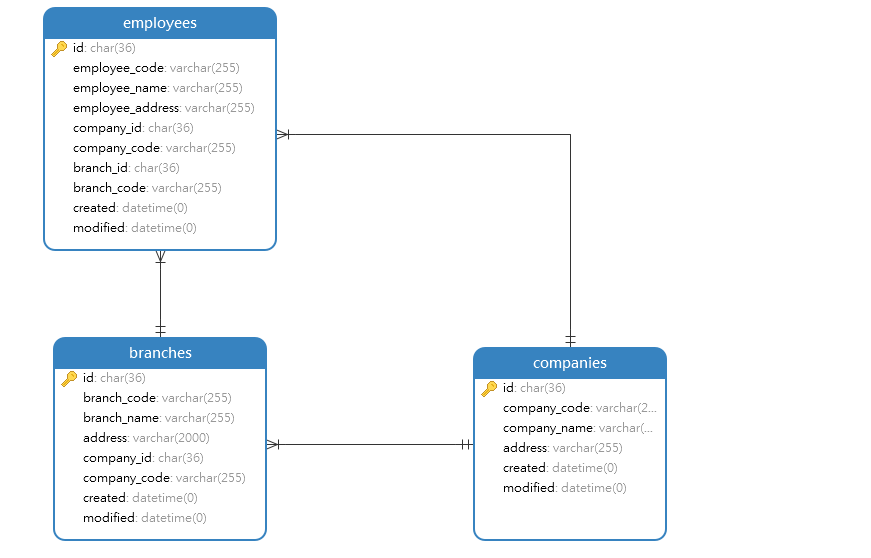 employees
id: char(36)
employee_code: varchar(255)
employee_name: varchar(255)
employee_address: varchar(255)
company_id: char(36)
company_code: varchar(255)
branch_id: char(36)
branch_code: varchar(255)
created: datetime(0)
modified: datetime(0)
branches
id: char(36)
branch_code: varchar(255)
branch_name: varchar(255)
address: varchar(2000)
company_id: char(36)
company_code: varchar(255)
created: datetime(0)
modified: datetime(0)
companies
id: char(36)
company_code: varchar(2...
company_name: varchar(...
address: varchar(255)
created: datetime(0)
modified: datetime(0)